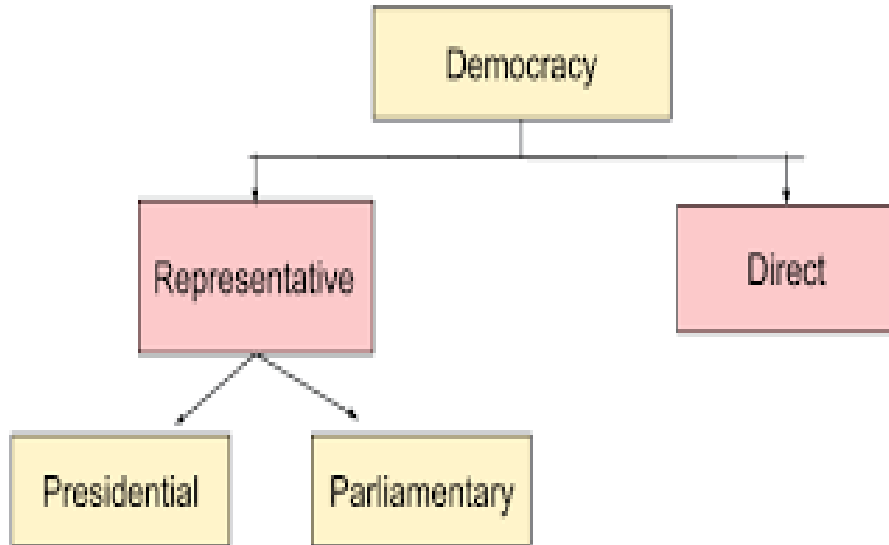 Democracy
Representative
Direct
Presidential
Parliamentary